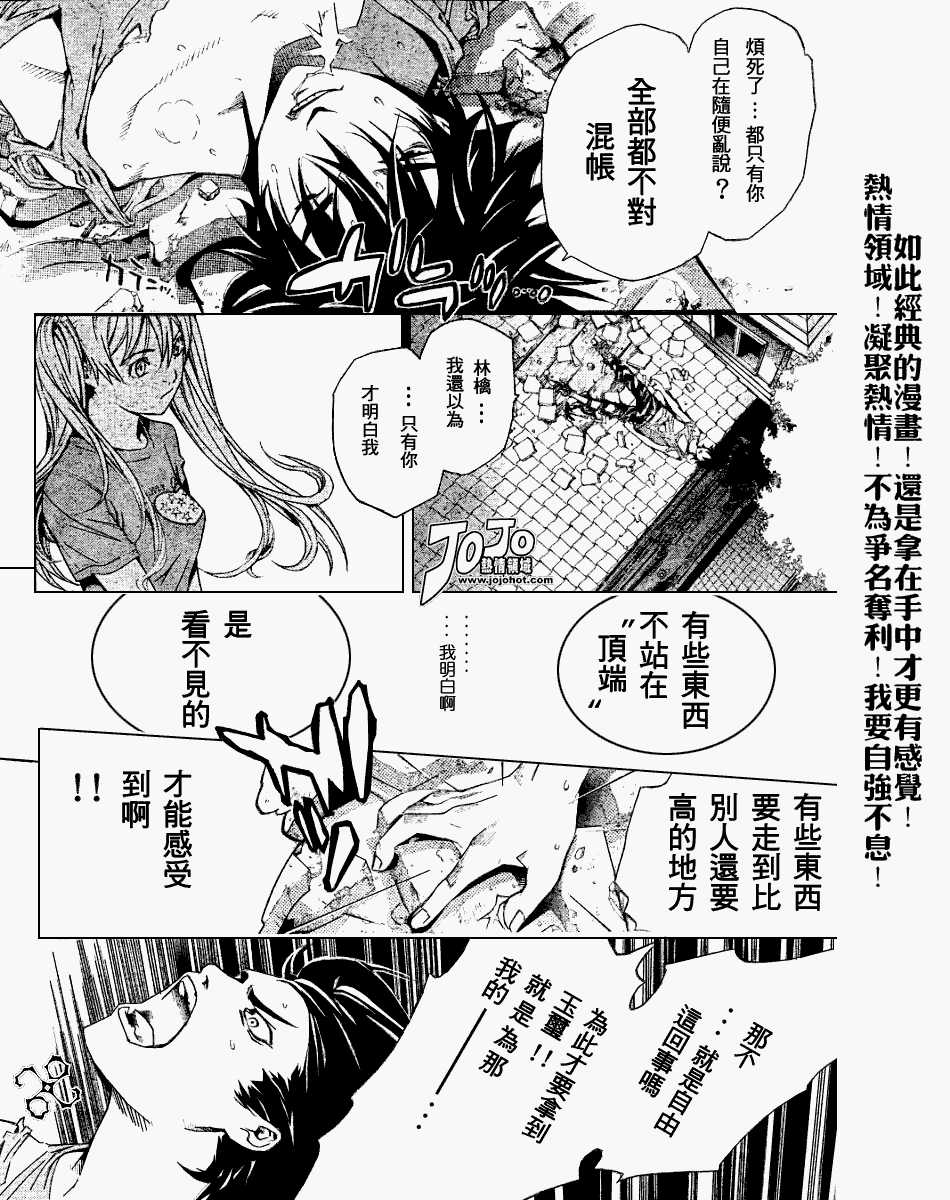 煩死了…都只有你
自己在隨便亂說？
全部都不對
混帳
林檎…
我還以為
…只有你
才明白我
JOJO
熱情領域
www.jojohot.com
有些東西
不站在
〝頂端〞
………
…我明白啊
是
看不見的
有些東西
要走到比
別人還要
高的地方
才能感受
到啊
!!
那不
…就是自由
這回事嗎
為此才要拿到
玉璽!!
就是為那
我的——…
如此經典的漫畫！還是拿在手中才更有感覺！
熱情領域！凝聚熱情！不為爭名奪利！我要自強不息！